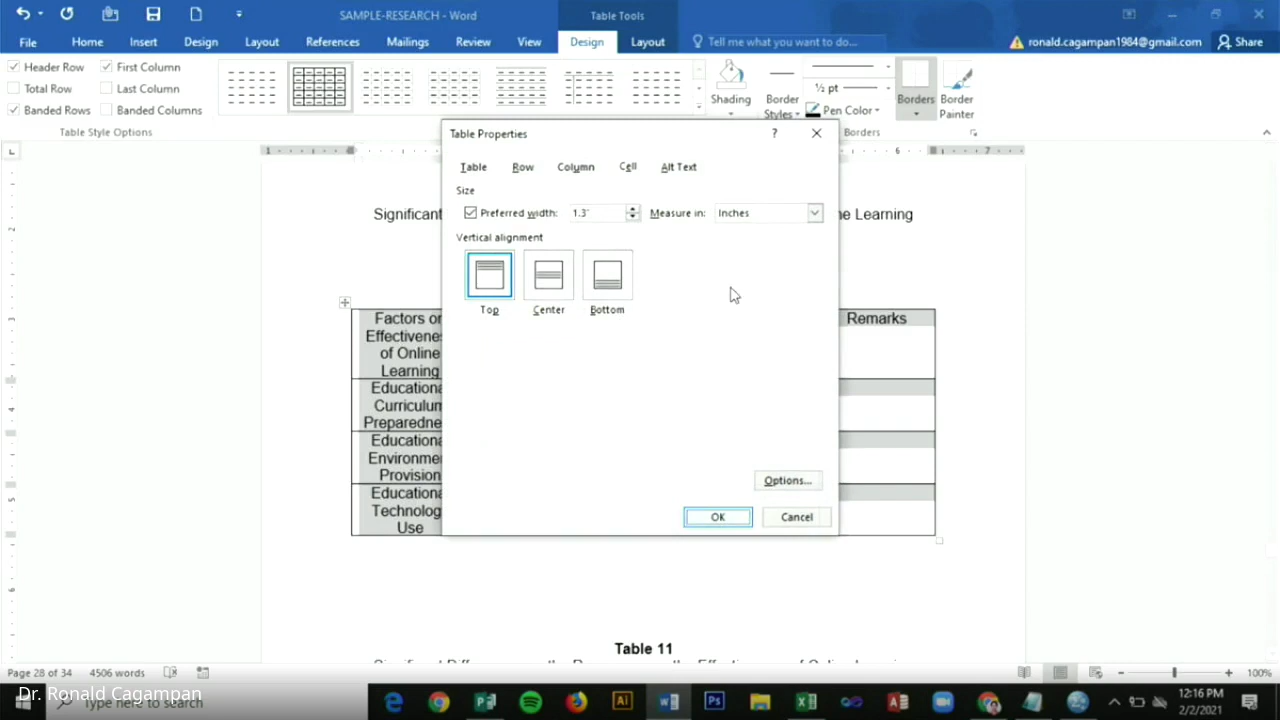 SAMPLE-RESEARCH - Word
Table Tools
File Home Insert Design Layout References Mailings Review View Design Layout Tell me what you want to do... ronald.cagampan1984@gmail.com Share
Header Row First Column
Total Row Last Column
Banded Rows Banded Columns
Table Style Options
Shading
Border Styles
½ pt
Pen Color
Borders
Border Painter
Borders
Table Properties
?
Table Row Column Cell Alt Text
Size
Preferred width: 1.3" Measure in: Inches
Vertical alignment
Top Center Bottom
Options...
OK Cancel
Significant
ne Learning
Factors on
Effectivenes
of Online
Learning
Remarks
Educationa
Curriculum
Preparednes
Educationa
Environmen
Provision
Educationa
Technolog
Use
Table 11
Page 28 of 34 4506 words 100%
Dr. Ronald Cagampan
Type here to search
12:16 PM
2/2/2021